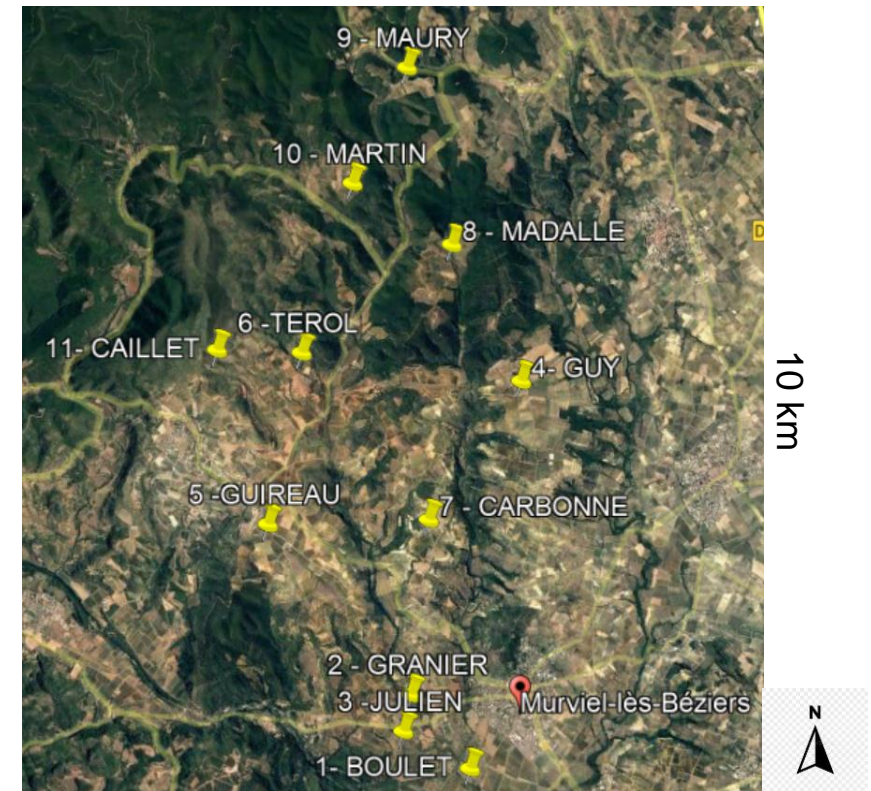 9 - MAURY
10 - MARTIN
8 - MADALLE
D
6 -TEROL
11- CAILLET
4- GUY
10 km
5 -GUIREAU
7 - CARBONNE
2 - GRANIER
3 -JULIEN
Murviel-lès-Béziers
N
1- BOULET